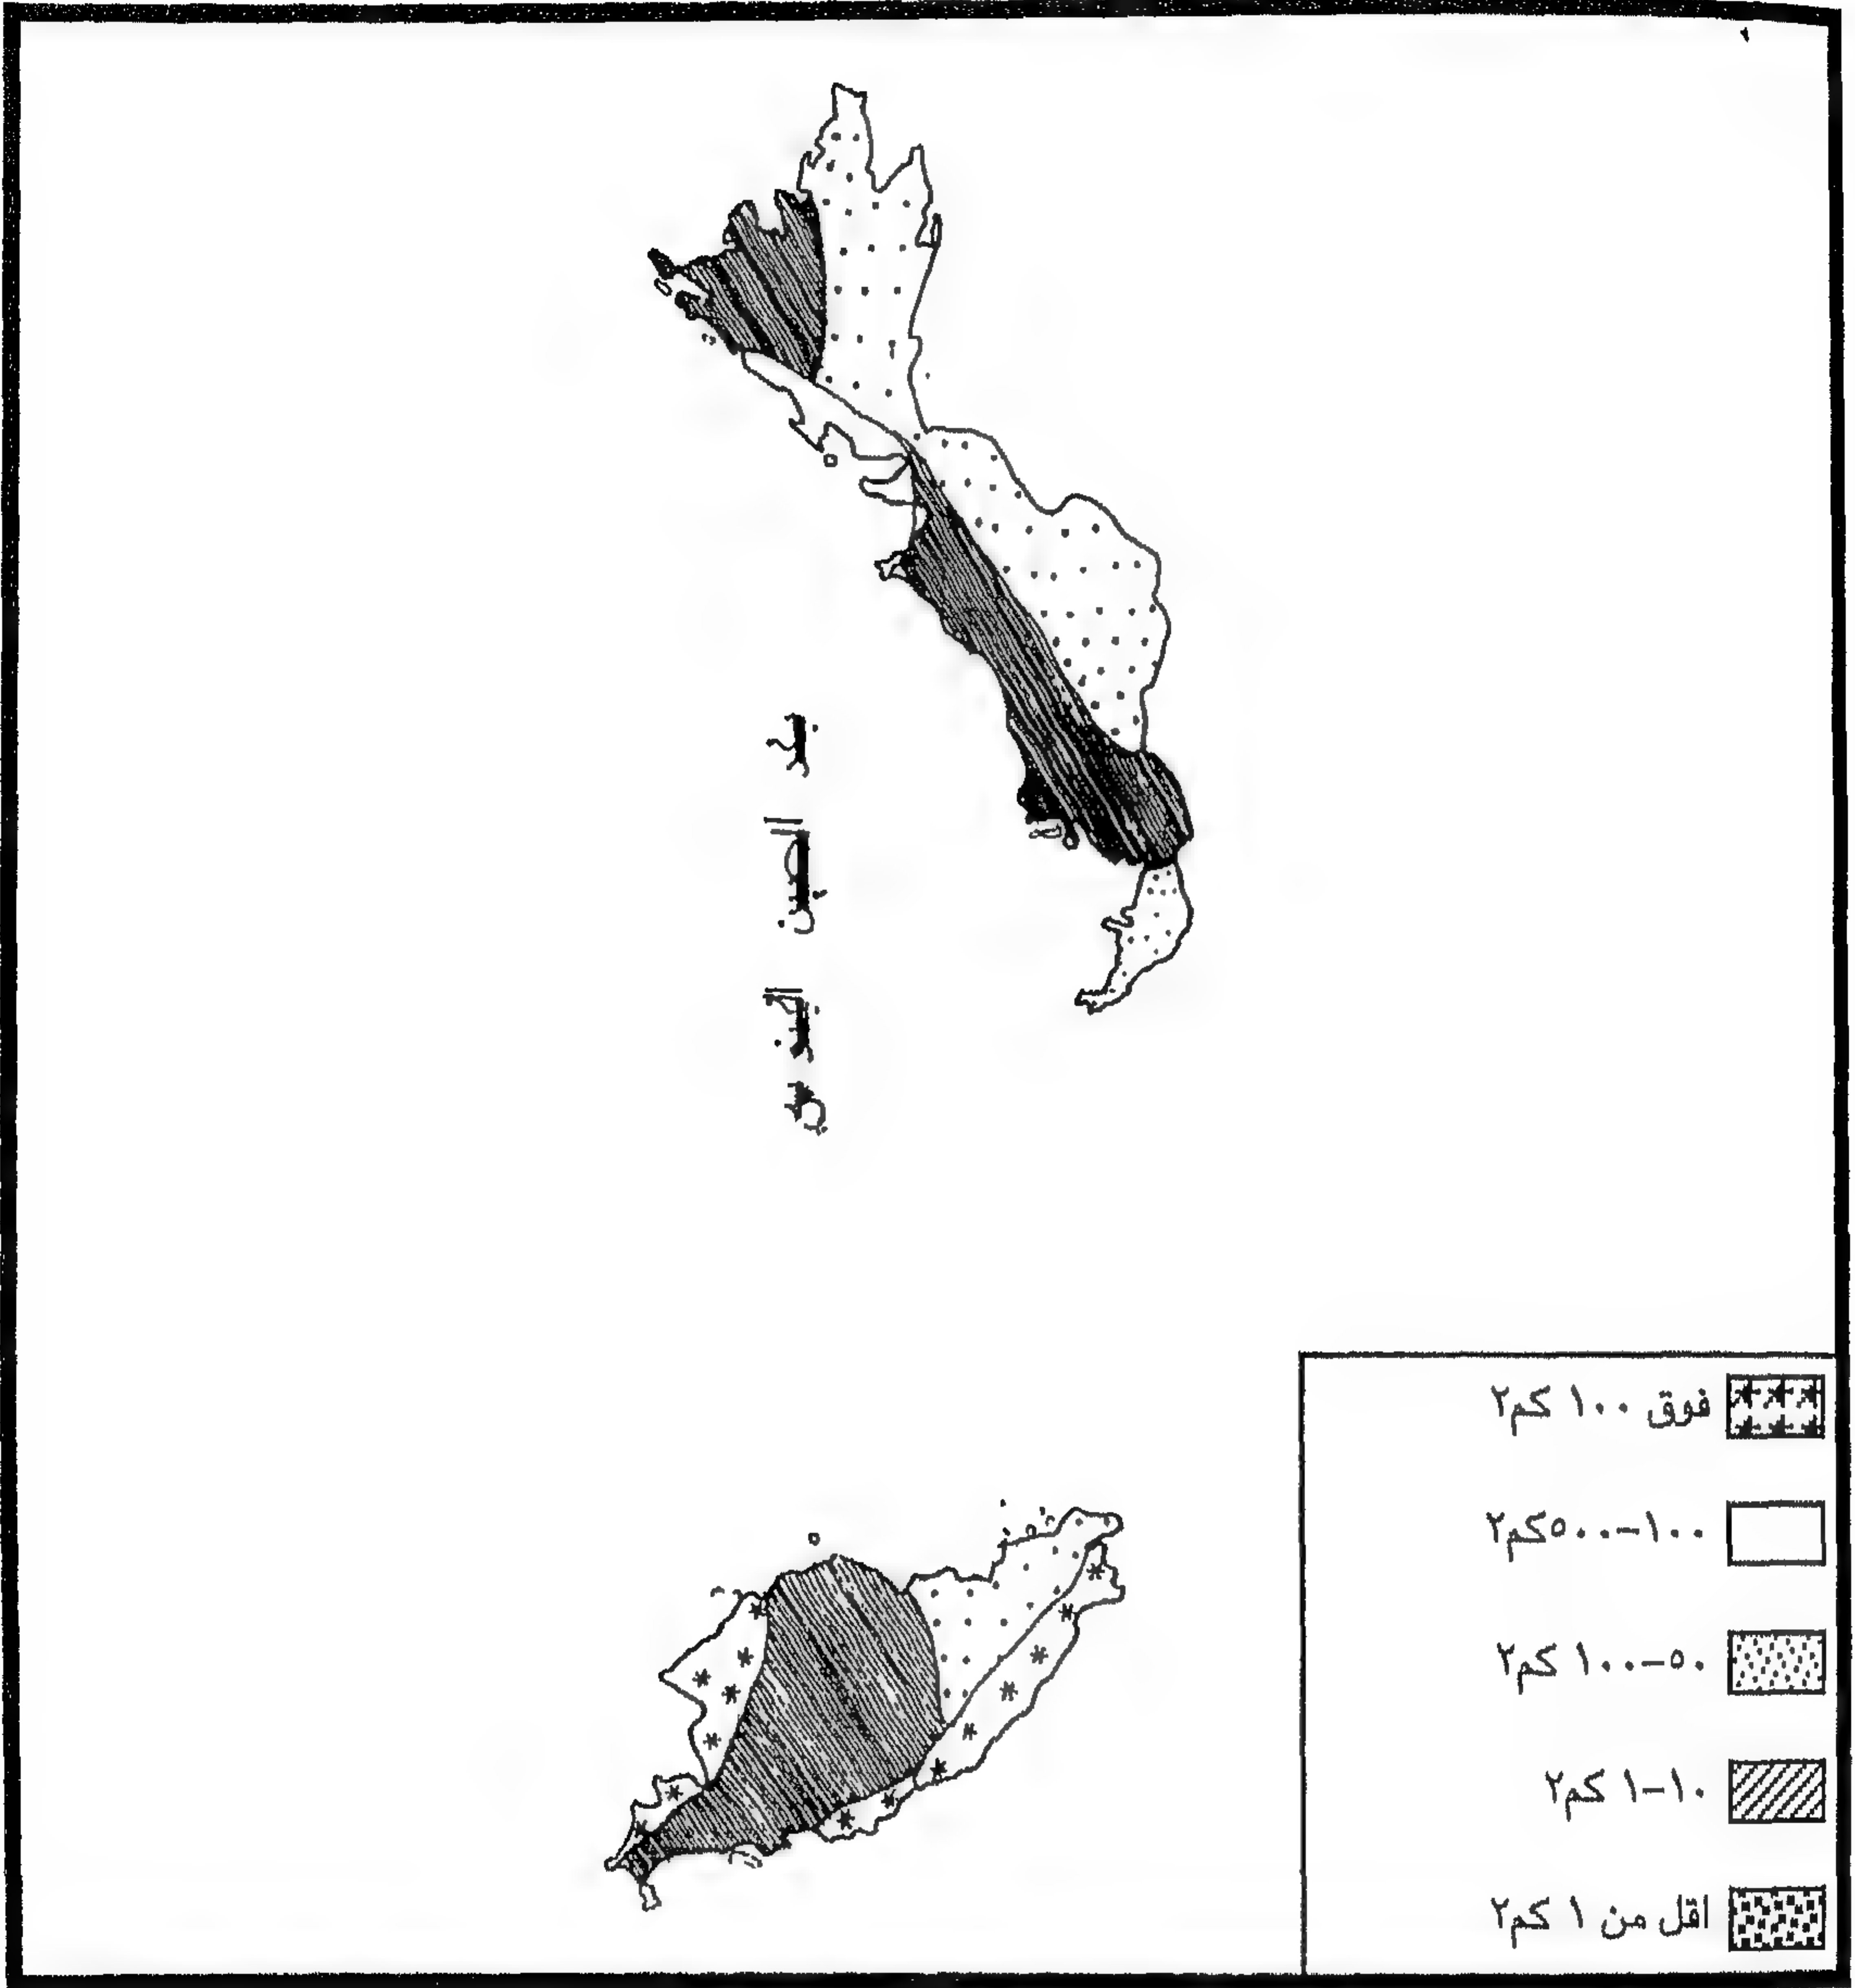 بحر الصين الجنوبي
فوق ١٠٠ كم٢
١٠٠-٥٠٠كم٢
٥٠-١٠٠ كم٢
١٠-١ كم٢
اقل من ١ كم٢